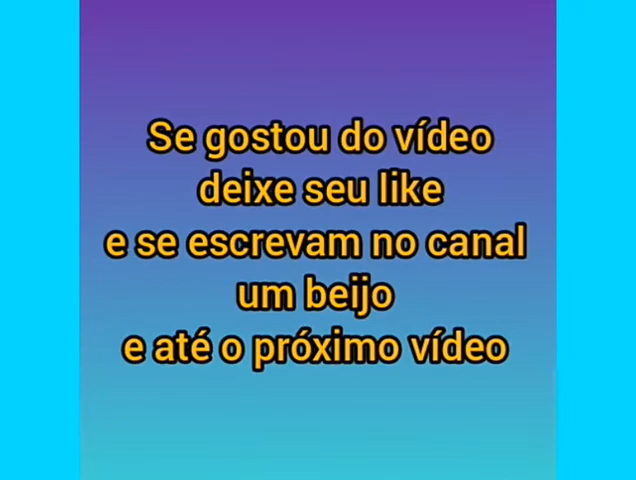 Se gostou do vídeo
deixe seu like
e se escrevam no canal
um beijo
e até o próximo vídeo